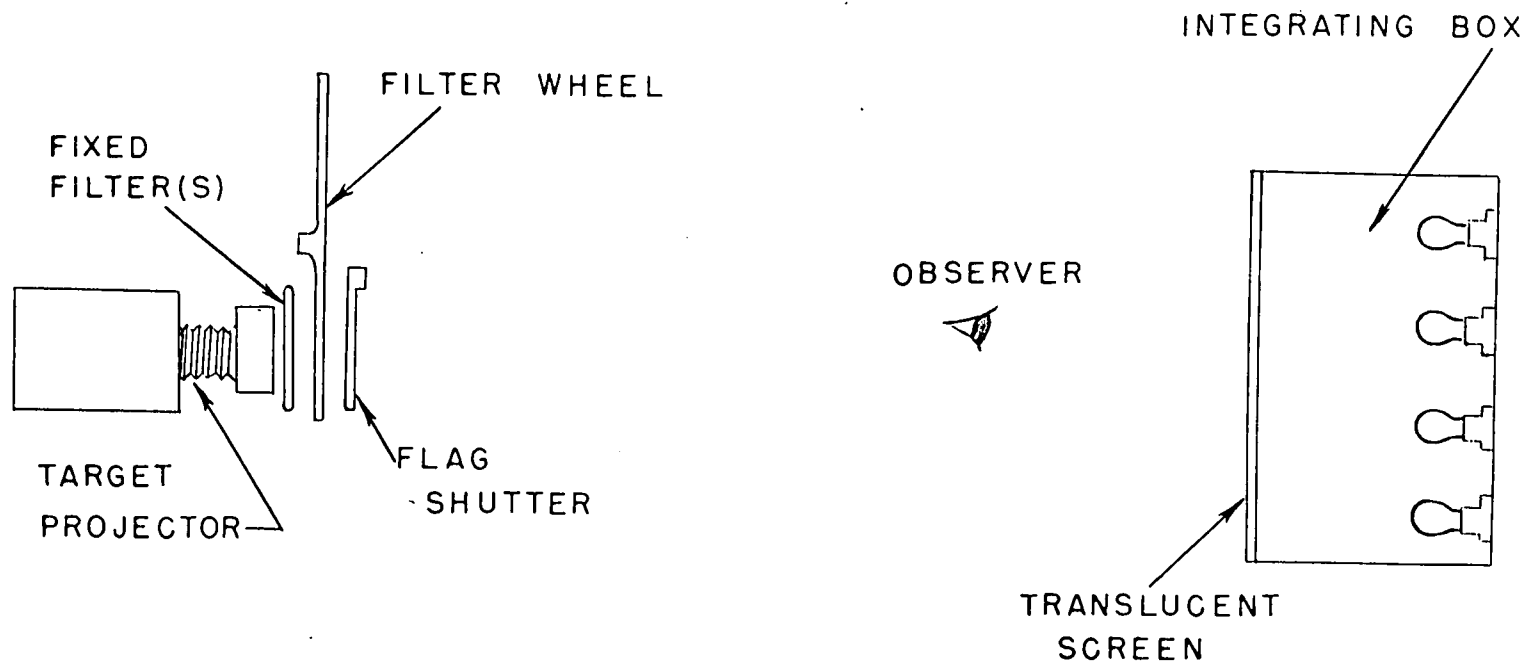 INTEGRATING BOX
FILTER WHEEL
FIXED
FILTER(S)
OBSERVER
FLAG
SHUTTER
TARGET
PROJECTOR
TRANSLUCENT
SCREEN